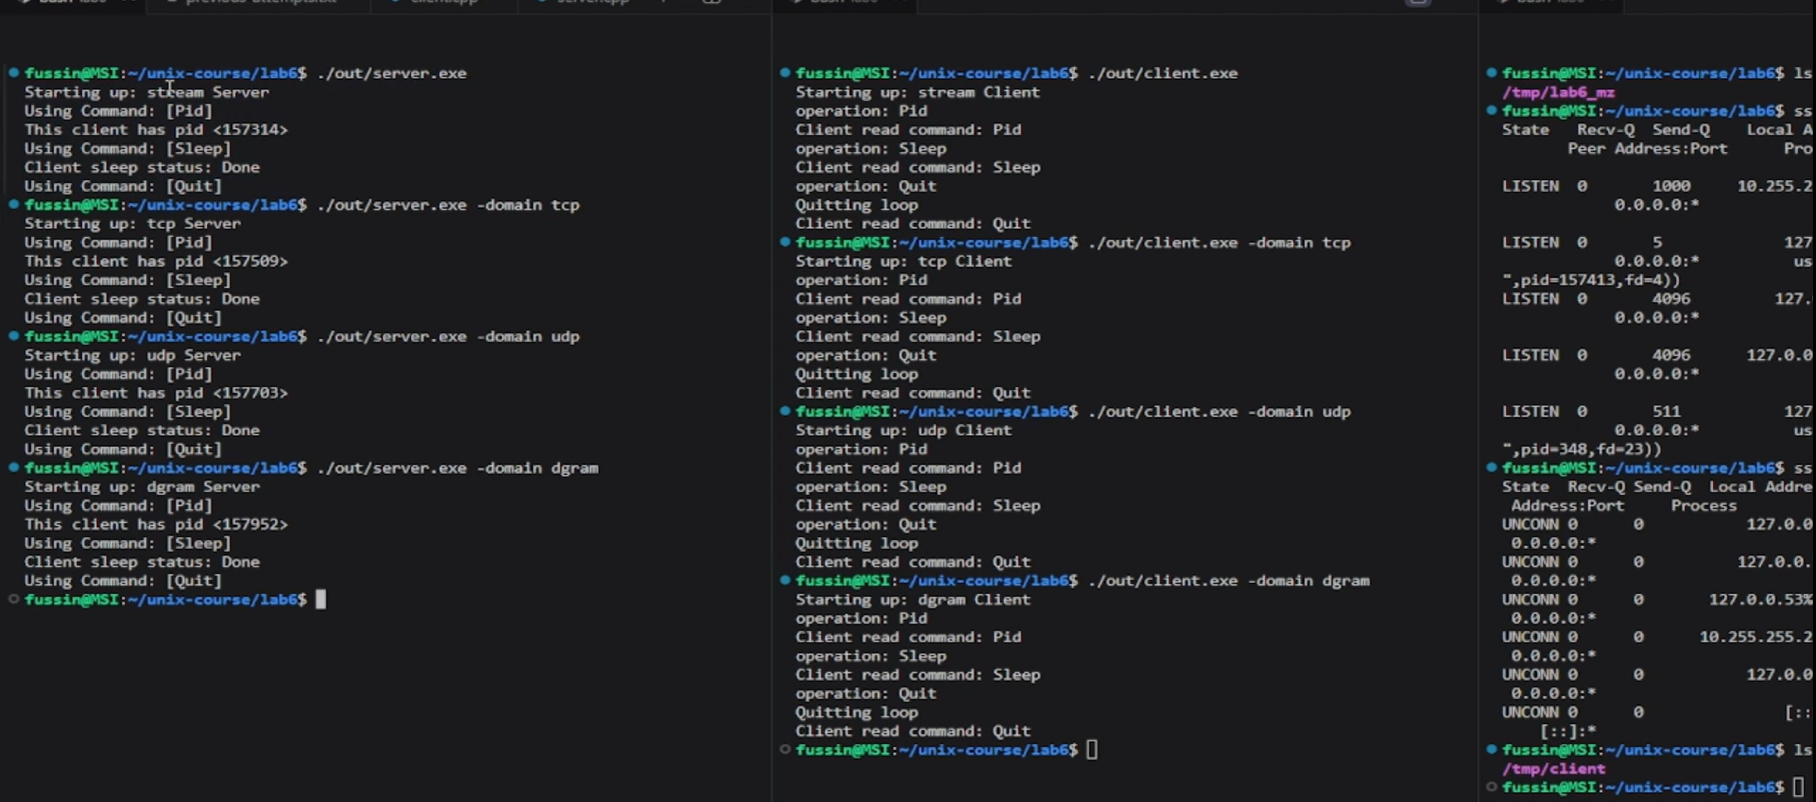 fussin@MSI:~/unix-course/lab6$ ./out/server.exe
Starting up: stream Server
Using Command: [Pid]
This client has pid <157314>
Using Command: [Sleep]
Client sleep status: Done
Using Command: [Quit]
fussin@MSI:~/unix-course/lab6$ ./out/server.exe -domain tcp
Starting up: tcp Server
Using Command: [Pid]
This client has pid <157509>
Using Command: [Sleep]
Client sleep status: Done
Using Command: [Quit]
fussin@MSI:~/unix-course/lab6$ ./out/server.exe -domain udp
Starting up: udp Server
Using Command: [Pid]
This client has pid <157703>
Using Command: [Sleep]
Client sleep status: Done
Using Command: [Quit]
fussin@MSI:~/unix-course/lab6$ ./out/server.exe -domain dgram
Starting up: dgram Server
Using Command: [Pid]
This client has pid <157952>
Using Command: [Sleep]
Client sleep status: Done
Using Command: [Quit]
fussin@MSI:~/unix-course/lab6$
fussin@MSI:~/unix-course/lab6$ ./out/client.exe
Starting up: stream Client
operation: Pid
Client read command: Pid
operation: Sleep
Client read command: Sleep
operation: Quit
Quitting loop
Client read command: Quit
fussin@MSI:~/unix-course/lab6$ ./out/client.exe -domain tcp
Starting up: tcp Client
operation: Pid
Client read command: Pid
operation: Sleep
Client read command: Sleep
operation: Quit
Quitting loop
Client read command: Quit
fussin@MSI:~/unix-course/lab6$ ./out/client.exe -domain udp
Starting up: udp Client
operation: Pid
Client read command: Pid
operation: Sleep
Client read command: Sleep
operation: Quit
Quitting loop
Client read command: Quit
fussin@MSI:~/unix-course/lab6$ ./out/client.exe -domain dgram
Starting up: dgram Client
operation: Pid
Client read command: Pid
operation: Sleep
Client read command: Sleep
operation: Quit
Quitting loop
Client read command: Quit
fussin@MSI:~/unix-course/lab6$
fussin@MSI:~/unix-course/lab6$ ls
/tmp/lab6_mz
fussin@MSI:~/unix-course/lab6$ ss
State Recv-Q Send-Q Local A
Peer Address:Port Pro
LISTEN 0 1000 10.255.2
0.0.0.0:*
LISTEN 0 5 127
0.0.0.0:* us
",pid=157413,fd=4))
LISTEN 0 4096 127.
0.0.0.0:*
LISTEN 0 4096 127.0.0
0.0.0.0:*
LISTEN 0 511 127
0.0.0.0:* us
",pid=348,fd=23))
fussin@MSI:~/unix-course/lab6$ ss
State Recv-Q Send-Q Local Addre
Address:Port Process
UNCONN 0 0 127.0.0
0.0.0.0:*
UNCONN 0 0 127.0.0.
0.0.0.0:*
UNCONN 0 0 127.0.0.53%
0.0.0.0:*
UNCONN 0 0 10.255.255.2
0.0.0.0:*
UNCONN 0 0 127.0.0
0.0.0.0:*
UNCONN 0 0 [::
[::]:*
fussin@MSI:~/unix-course/lab6$ ls
/tmp/client
fussin@MSI:~/unix-course/lab6$